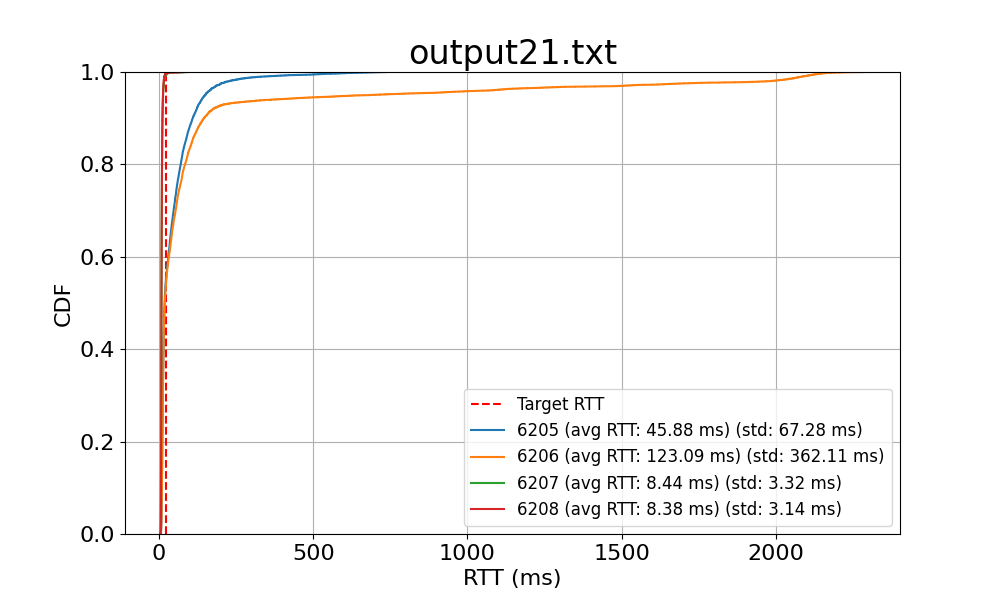 output21.txt
1.0
0.8
0.6
0.4
0.2
0.0
CDF
0 500 1000 1500 2000
RTT (ms)
Target RTT
6205 (avg RTT: 45.88 ms) (std: 67.28 ms)
6206 (avg RTT: 123.09 ms) (std: 362.11 ms)
6207 (avg RTT: 8.44 ms) (std: 3.32 ms)
6208 (avg RTT: 8.38 ms) (std: 3.14 ms)